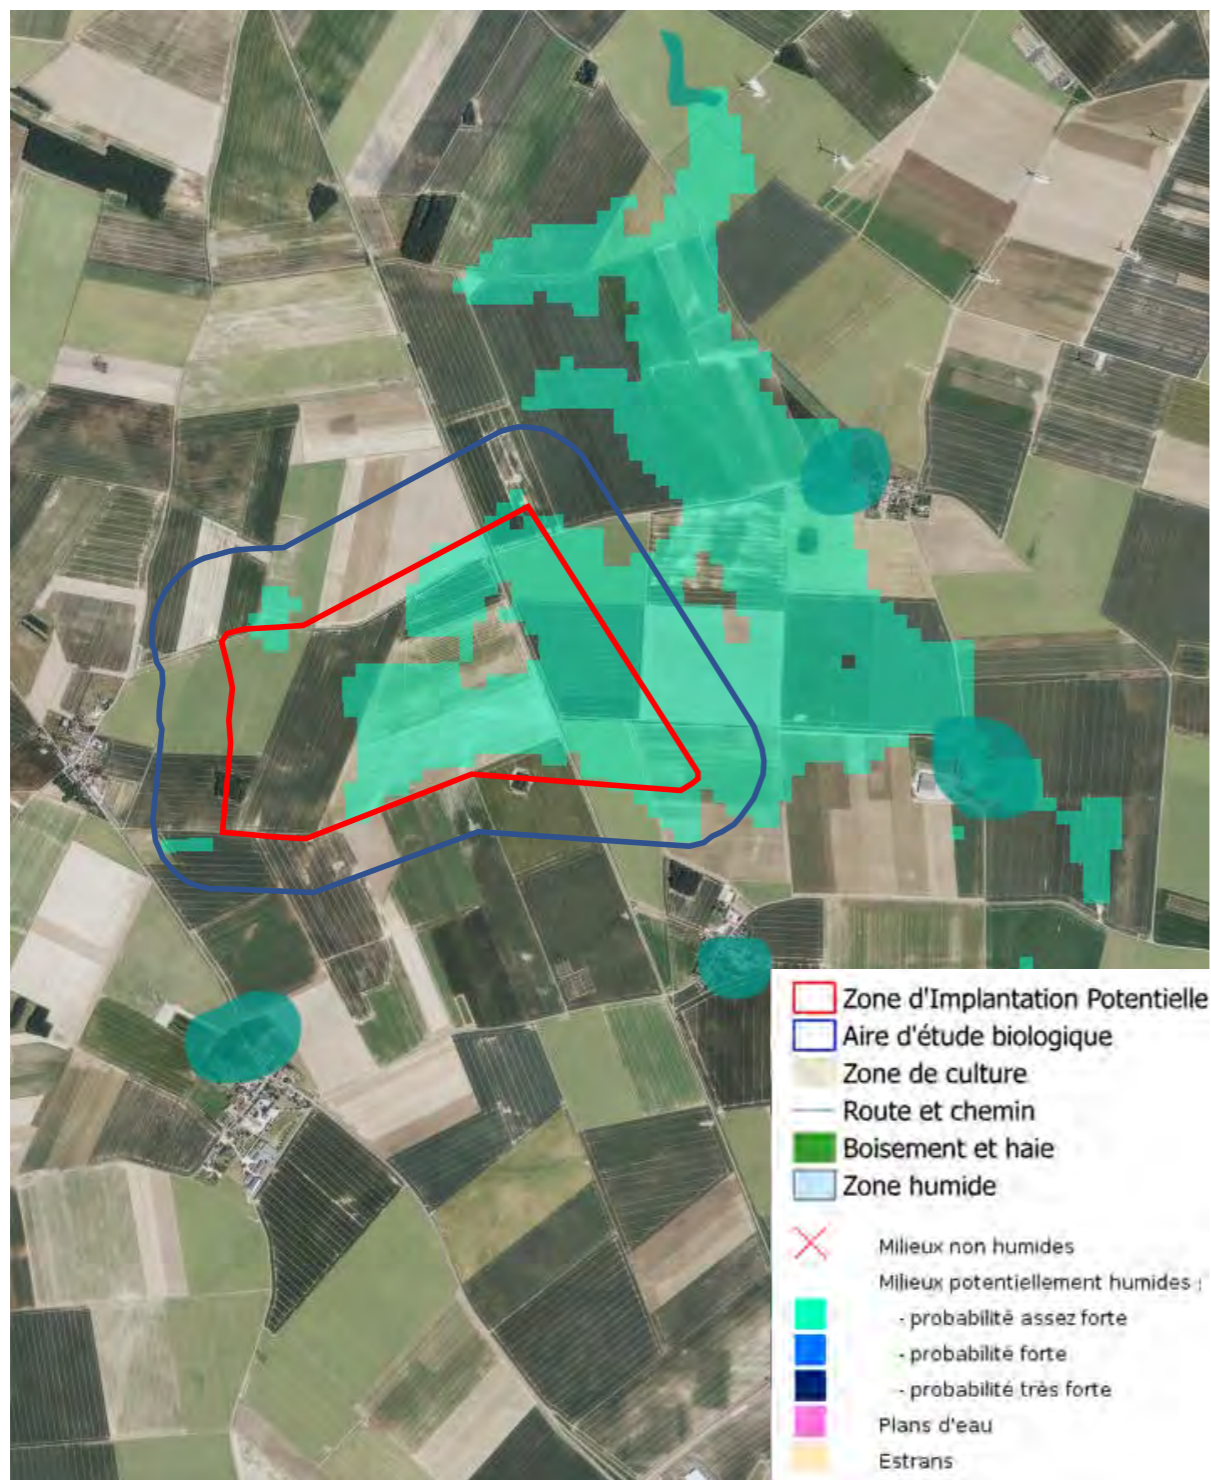 Zone d'Implantation Potentielle
Aire d'étude biologique
Zone de culture
Route et chemin
Boisement et haie
Zone humide
Milieux non humides
Milieux potentiellement humides :
- probabilité assez forte
- probabilité forte
- probabilité très forte
Plans d'eau
Estrans